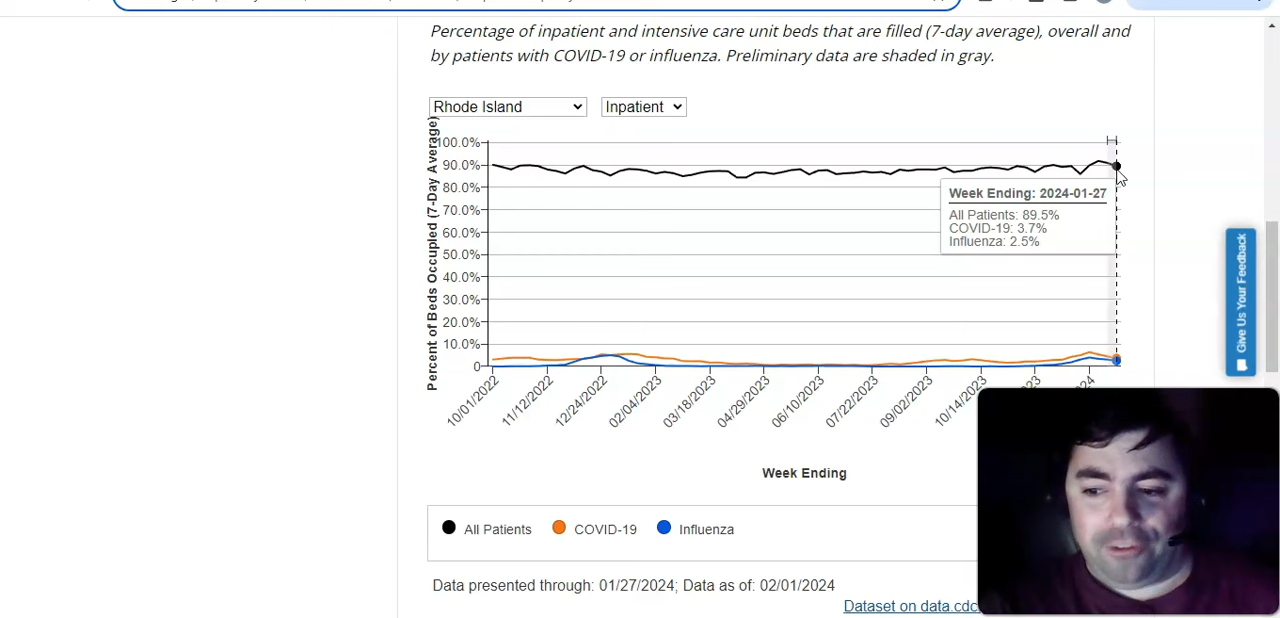 Percentage of inpatient and intensive care unit beds that are filled (7-day average), overall and
by patients with COVID-19 or influenza. Preliminary data are shaded in gray.
Rhode Island
Inpatient
Percent of Beds Occupied (7-Day Average)
100.0%
90.0%
80.0%
70.0%
60.0%
50.0%
40.0%
30.0%
20.0%
10.0%
0
Week Ending: 2024-01-27
All Patients: 89.5%
COVID-19: 3.7%
Influenza: 2.5%
10/01/2022
11/12/2022
12/24/2022
02/04/2023
03/18/2023
04/29/2023
06/10/2023
07/22/2023
09/02/2023
10/14/2023
Week Ending
All Patients
COVID-19
Influenza
Data presented through: 01/27/2024; Data as of: 02/01/2024
Dataset on data.cdc
Give Us Your Feedback